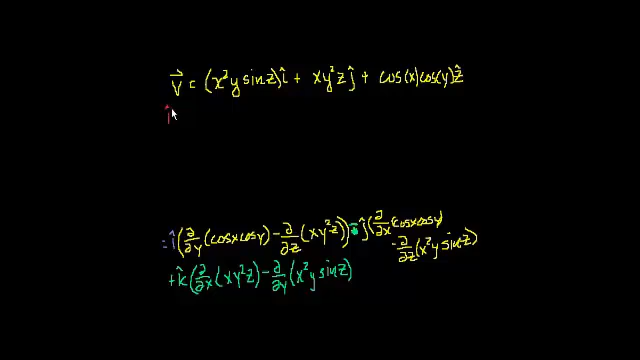 v⃗ = (x²y sin z)î + xy²z ĵ + cos(x)cos(y) ẑ
î
= î(∂/∂y(cosx cosy) - ∂/∂z(xy²z)) - ĵ(∂/∂x(cosx cosy)
- ∂/∂z(x²y sin z)
+ k̂(∂/∂x(xy²z) - ∂/∂y(x²y sin z)